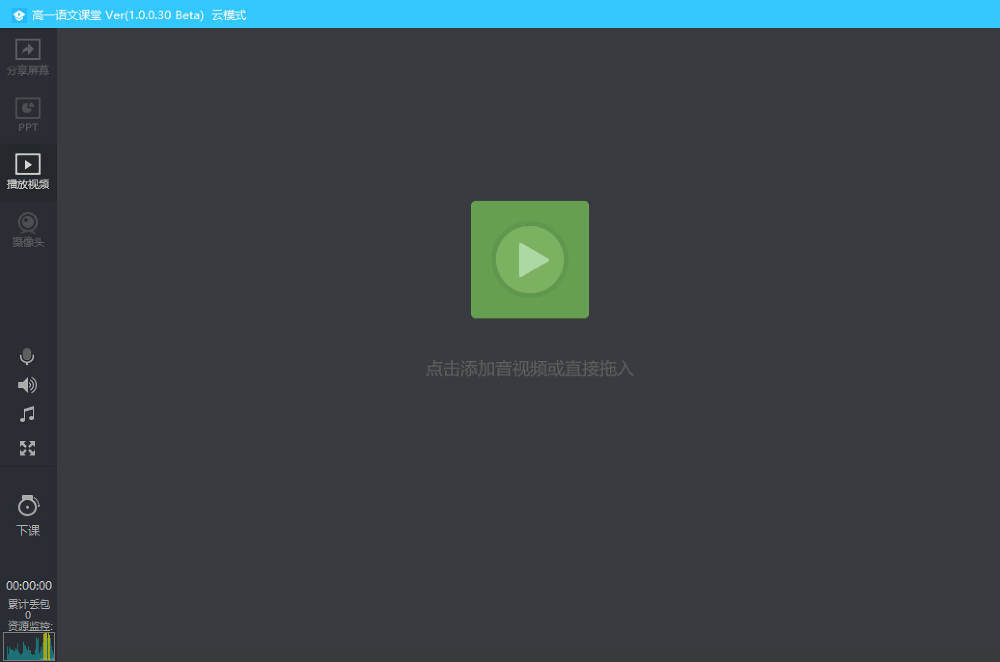 高一语文课堂 Ver(1.0.0.30 Beta) 云模式
分享屏幕
PPT
播放视频
摄像头
点击添加音视频或直接拖入
下课
00:00:00
累计丢包
0
资源监控: